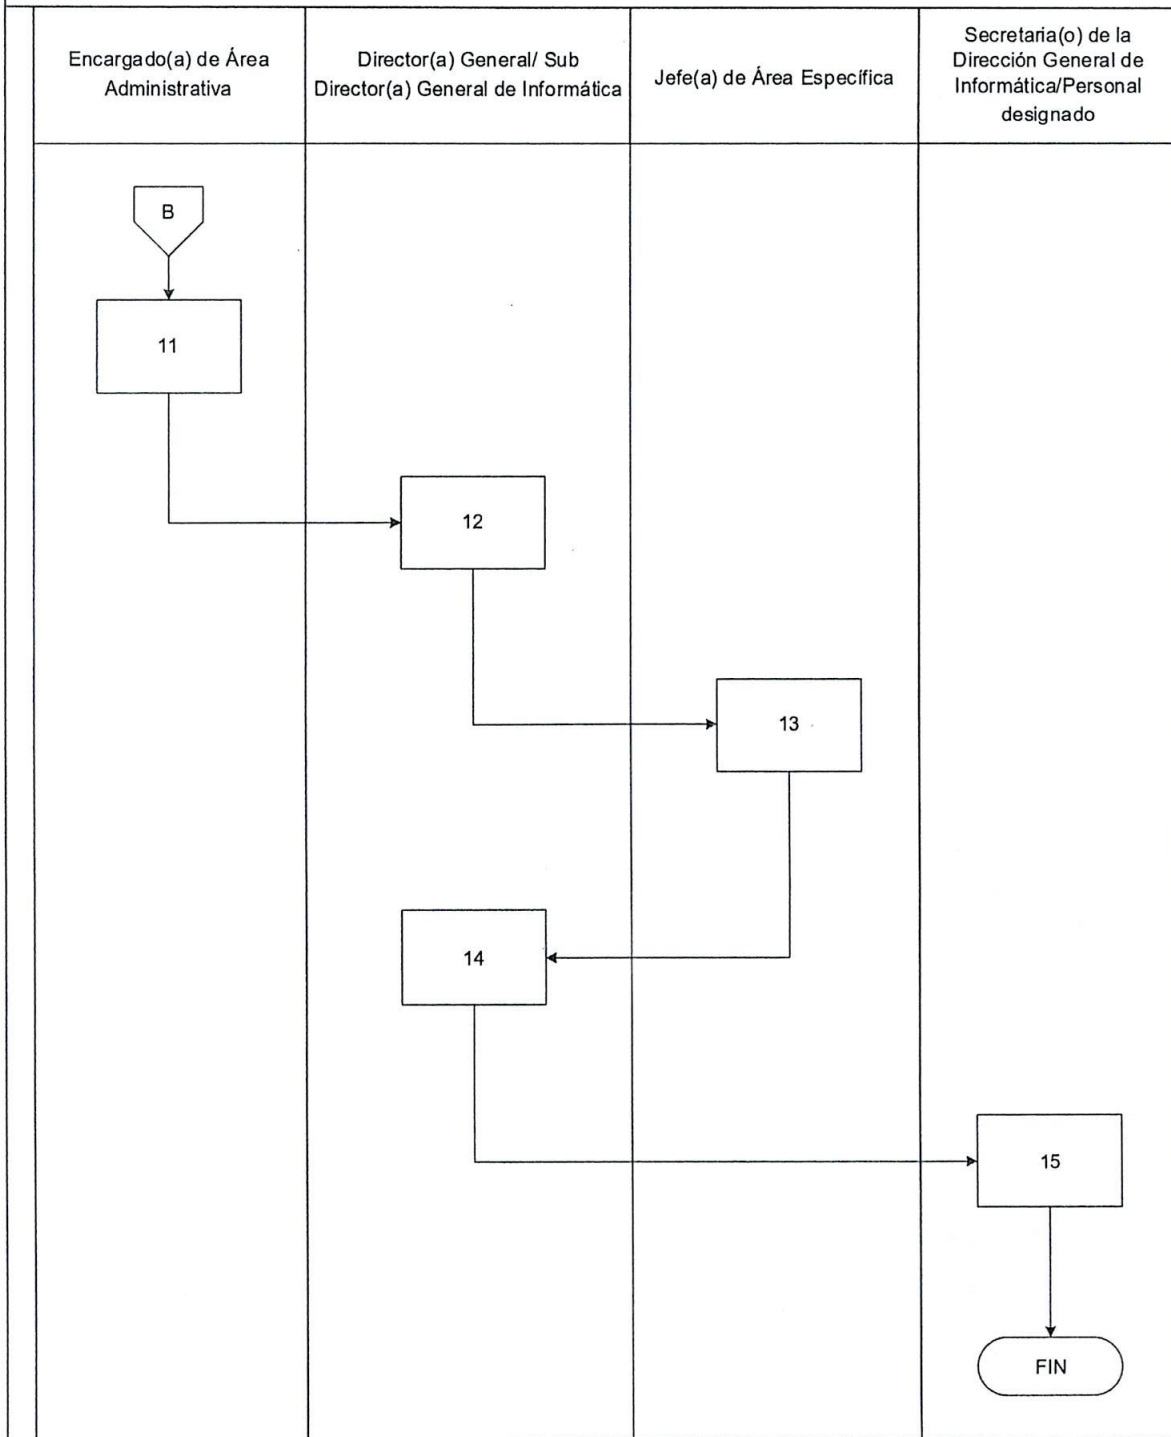 Encargado(a) de Área
Administrativa
Director(a) General/ Sub
Director(a) General de Informática
Jefe(a) de Área Específica
Secretaria(o) de la
Dirección General de
Informática/Personal
designado
B
11
12
13
14
15
FIN